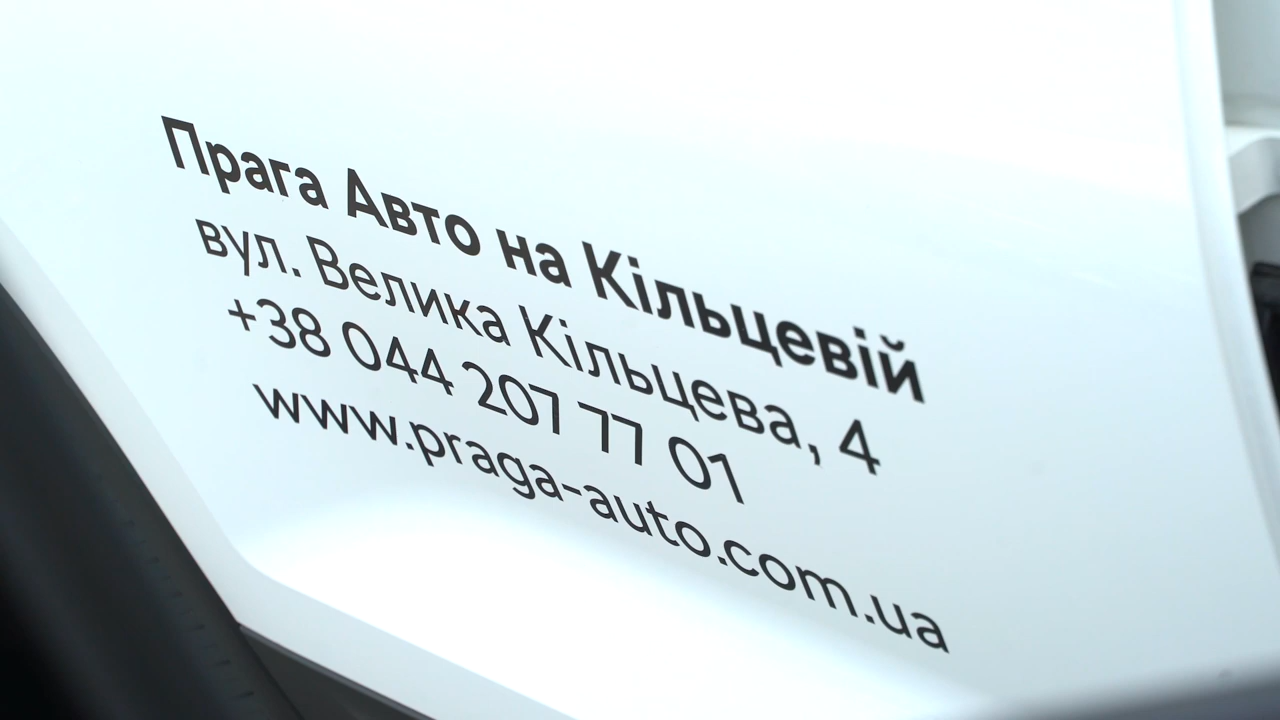 Прага Авто на Кільцевій
вул. Велика Кільцева, 4
+38 044 207 77 01
www.praga-auto.com.ua